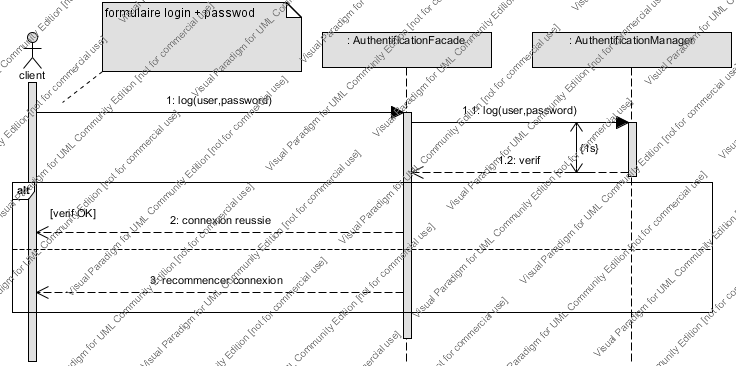 formulaire login + passwod
: AuthentificationFacade
: AuthentificationManager
client
1: log(user,password)
1.1: log(user,password)
{1s}
1.2: verif
alt
[verif OK]
2: connexion reussie
3: recommencer connexion
Visual Paradigm for UML Community Edition [not for commercial use]